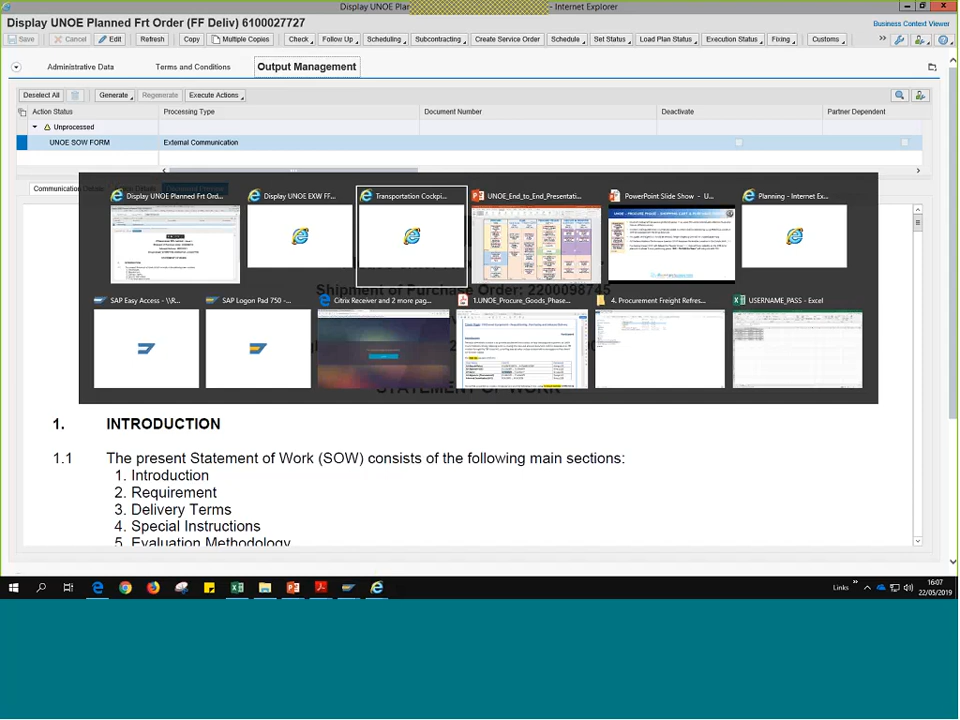 Display UNOE Plar - Internet Explorer
Display UNOE Planned Frt Order (FF Deliv) 6100027727
Business Context Viewer
Save Cancel Edit Refresh Copy Multiple Copies Check Follow Up Scheduling Subcontracting Create Service Order Schedule Set Status Load Plan Status Execution Status Fixing Customs
Administrative Data Terms and Conditions Output Management
Deselect All Generate Regenerate Execute Actions
Action Status Processing Type Document Number Deactivate Partner Dependent
Unprocessed
UNOE SOW FORM External Communication
Display UNOE Planned Frt Ord... Display UNOE EXW FF... Transportation Cockpi... UNOE_End_to_End_Presentati... PowerPoint Slide Show - U... Planning - Internet Ex...
Shipment of Purchase Order: 2200098745
SAP Easy Access - \\R... SAP Logon Pad 750 -... Citrix Receiver and 2 more pag... 1.UNOE_Procure_Goods_Phase... 4. Procurement Freight Refres... USERNAME_PASS - Excel
STATEMENT OF WORK
1. INTRODUCTION
1.1 The present Statement of Work (SOW) consists of the following main sections:
1. Introduction
2. Requirement
3. Delivery Terms
4. Special Instructions
5. Evaluation Methodology
Links
16:07
22/05/2019